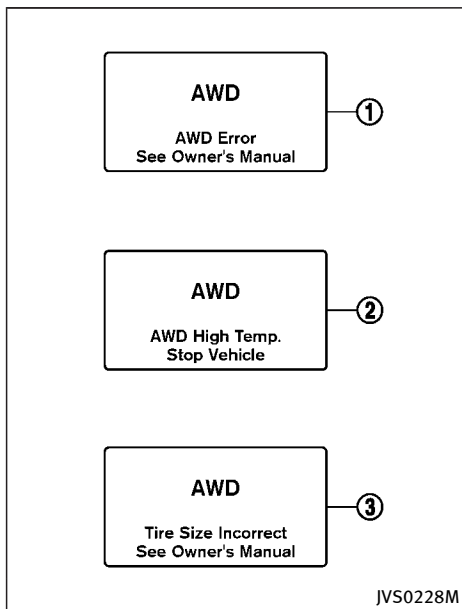 AWD
AWD Error
See Owner's Manual
1
AWD
AWD High Temp.
Stop Vehicle
2
AWD
Tire Size Incorrect
See Owner's Manual
3
JVS0228M